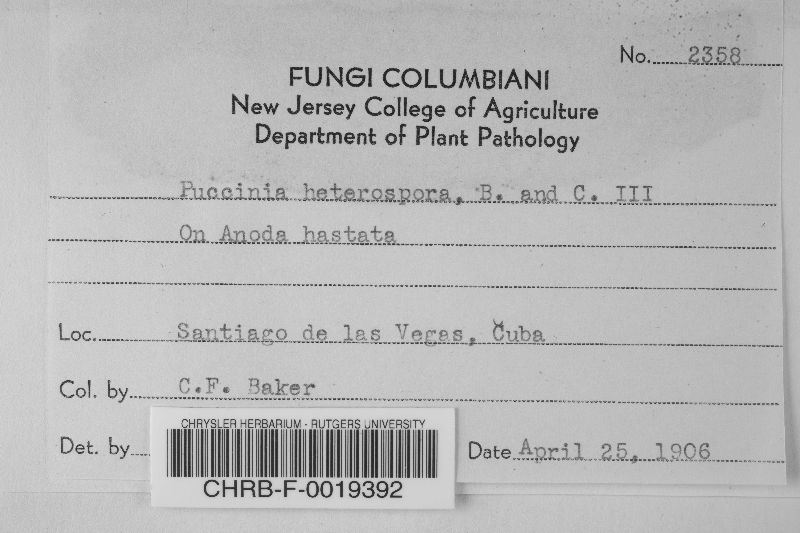 No. 2358
FUNGI COLUMBIANI
New Jersey College of Agriculture
Department of Plant Pathology
Puccinia heterospora, B. and C. III
On Anoda hastata
Loc. Santiago de las Vegas, Cuba
Col. by C.F. Baker
Det. by
Date April 25, 1906
CHRYSLER HERBARIUM - RUTGERS UNIVERSITY
CHRB-F-0019392